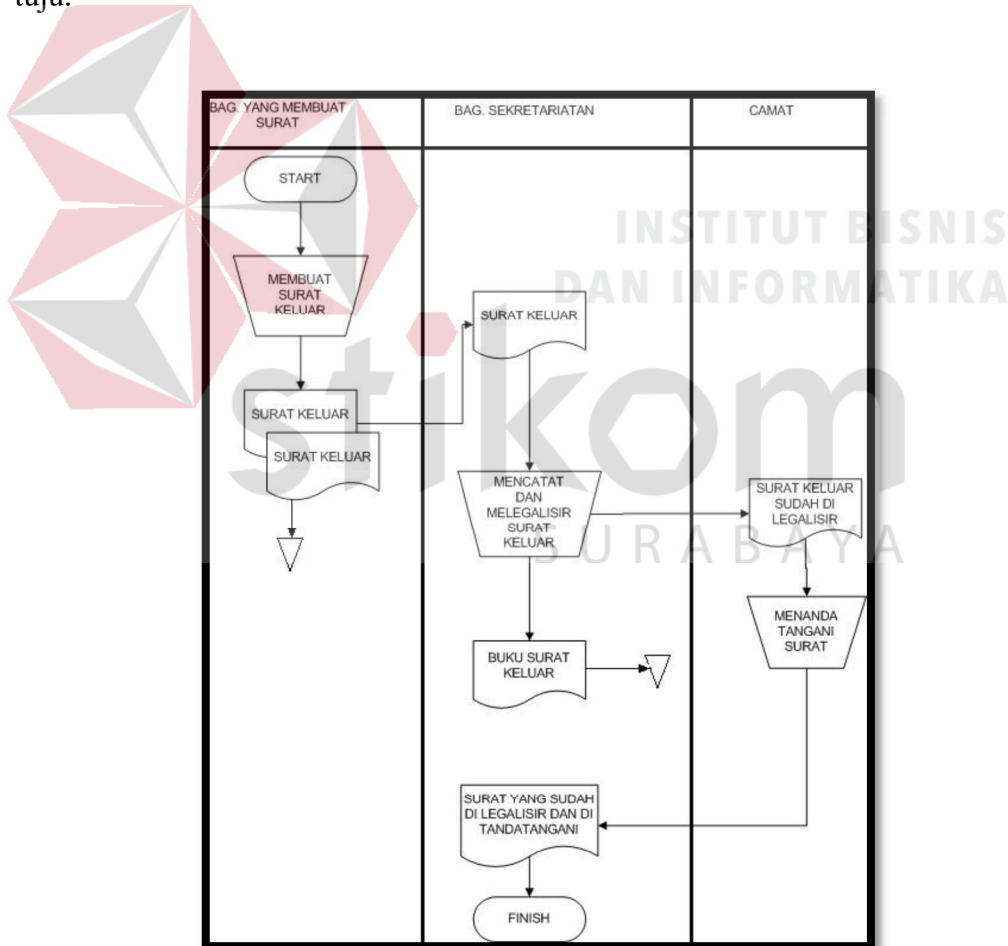 tuju.
BAG. YANG MEMBUAT
SURAT
BAG. SEKRETARIATAN
CAMAT
START
MEMBUAT
SURAT
KELUAR
SURAT KELUAR
SURAT KELUAR
SURAT KELUAR
MENCATAT
DAN
MELEGALISIR
SURAT
KELUAR
SURAT KELUAR
SUDAH DI
LEGALISIR
MENANDA
TANGANI
SURAT
BUKU SURAT
KELUAR
SURAT YANG SUDAH
DI LEGALISIR DAN DI
TANDATANGANI
FINISH
INSTITUT BISNIS
DAN INFORMATIKA
stikom
SURABAYA